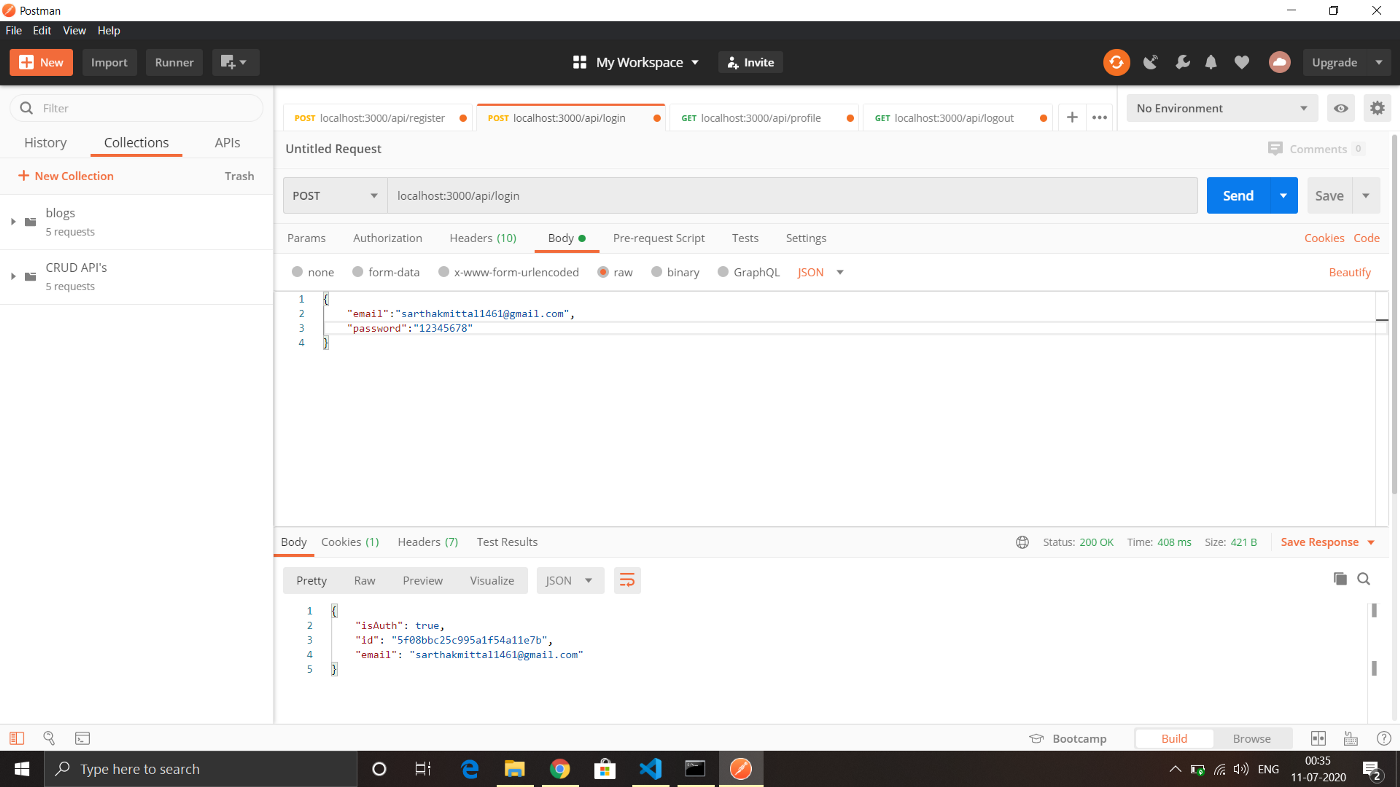 Postman
File Edit View Help
New Import Runner My Workspace Invite Upgrade
Filter
History Collections APIs
New Collection Trash
blogs
5 requests
CRUD API's
5 requests
POST localhost:3000/api/register POST localhost:3000/api/login GET localhost:3000/api/profile GET localhost:3000/api/logout + ••• No Environment
Untitled Request Comments 0
POST localhost:3000/api/login Send Save
Params Authorization Headers (10) Body Pre-request Script Tests Settings Cookies Code
none form-data x-www-form-urlencoded raw binary GraphQL JSON Beautify
1 {
2 "email":"sarthakmittal1461@gmail.com",
3 "password":"12345678"
4 }
Body Cookies (1) Headers (7) Test Results Status: 200 OK Time: 408 ms Size: 421 B Save Response
Pretty Raw Preview Visualize JSON
1 {
2 "isAuth": true,
3 "id": "5f08bbc25c995a1f54a11e7b",
4 "email": "sarthakmittal1461@gmail.com"
5 }
Bootcamp Build Browse
Type here to search ENG 00:35
11-07-2020 2